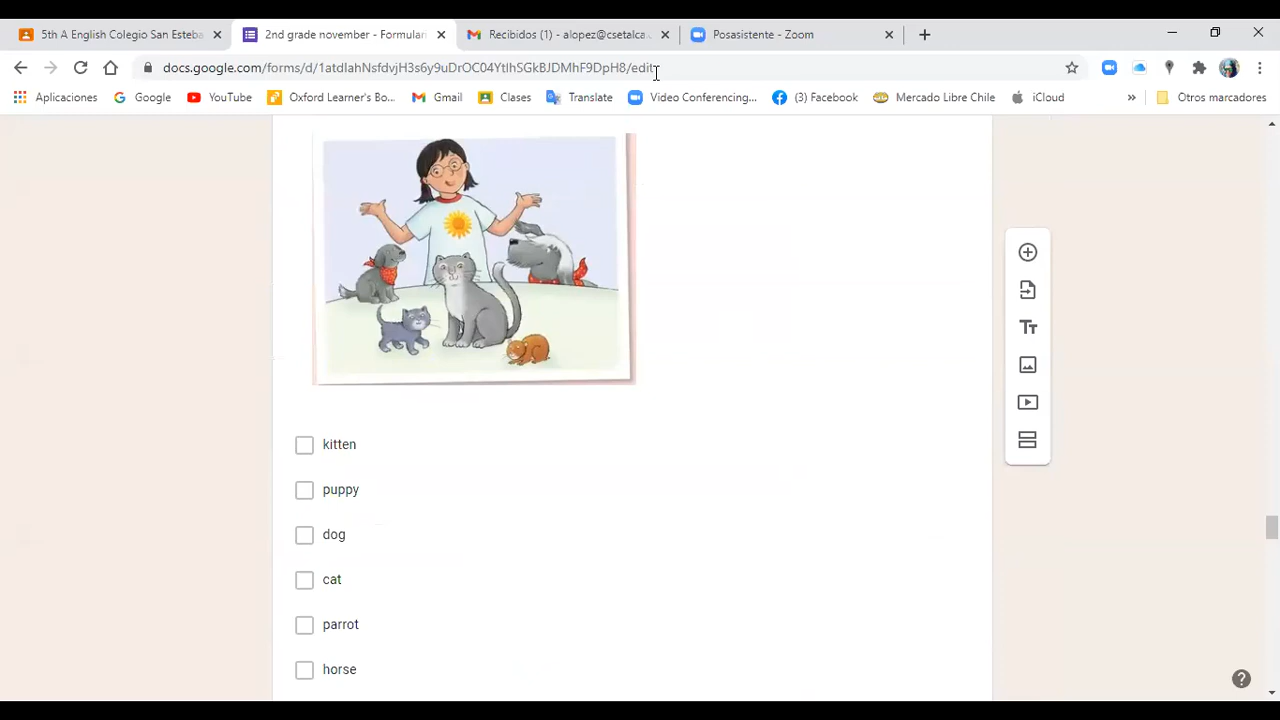 5th A English Colegio San Esteba
2nd grade november - Formulari
Recibidos (1) - alopez@csetalca.
Posasistente - Zoom
docs.google.com/forms/d/1atdIahNsfdvjH3s6y9uDrOC04YtIhSGkBJDMhF9DpH8/edit
Aplicaciones
Google
YouTube
Oxford Learner's Bo...
Gmail
Clases
Translate
Video Conferencing...
(3) Facebook
Mercado Libre Chile
iCloud
»
Otros marcadores
kitten
puppy
dog
cat
parrot
horse